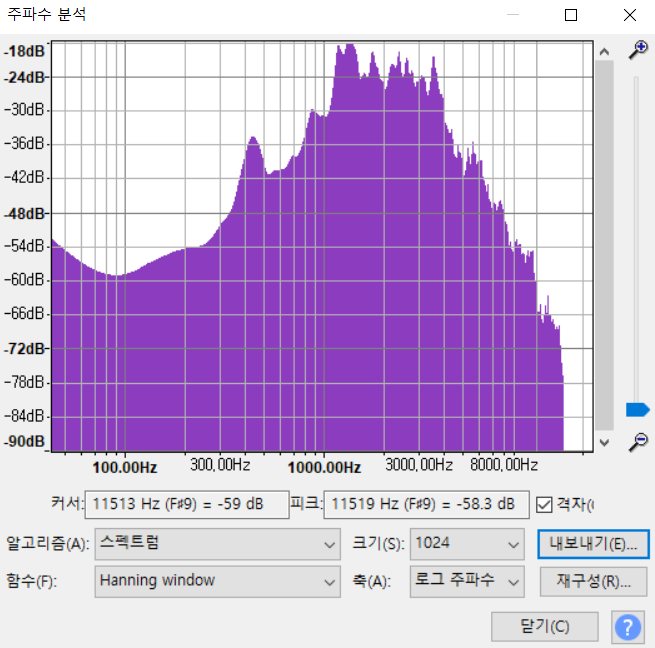 주파수 분석
-18dB
-24dB
-30dB
-36dB
-42dB
-48dB
-54dB
-60dB
-66dB
-72dB
-78dB
-84dB
-90dB
100.00Hz 300.00Hz 1000.00Hz 3000.00Hz 8000.00Hz
커서: 11513 Hz (F#9) = -59 dB 피크: 11519 Hz (F#9) = -58.3 dB 격자(
알고리즘(A): 스펙트럼 크기(S): 1024 내보내기(E)...
함수(F): Hanning window 축(A): 로그 주파수 재구성(R)...
닫기(C) ?